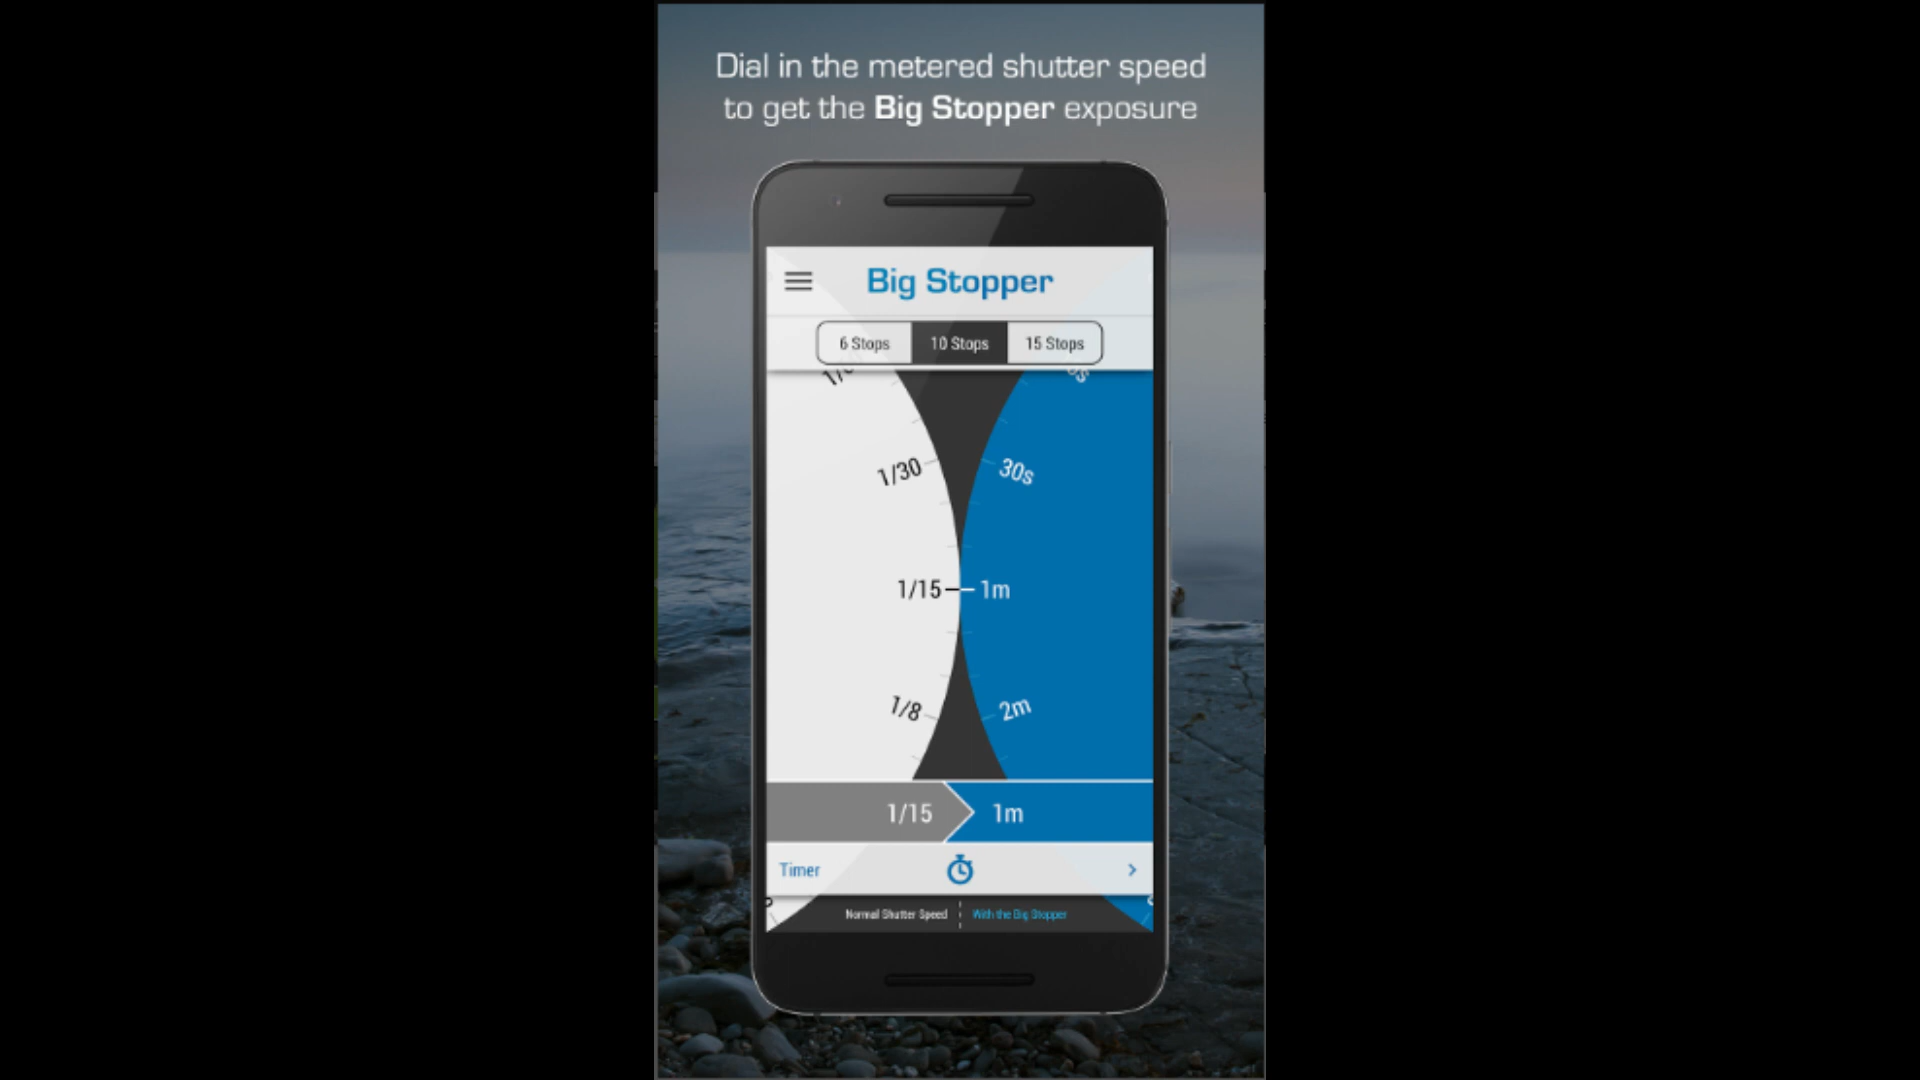 Dial in the metered shutter speed
to get the Big Stopper exposure
Big Stopper
6 Stops 10 Stops 15 Stops
1/30 30s
1/15 1m
1/8 2m
1/15 1m
Timer
Normal Shutter Speed With the Big Stopper